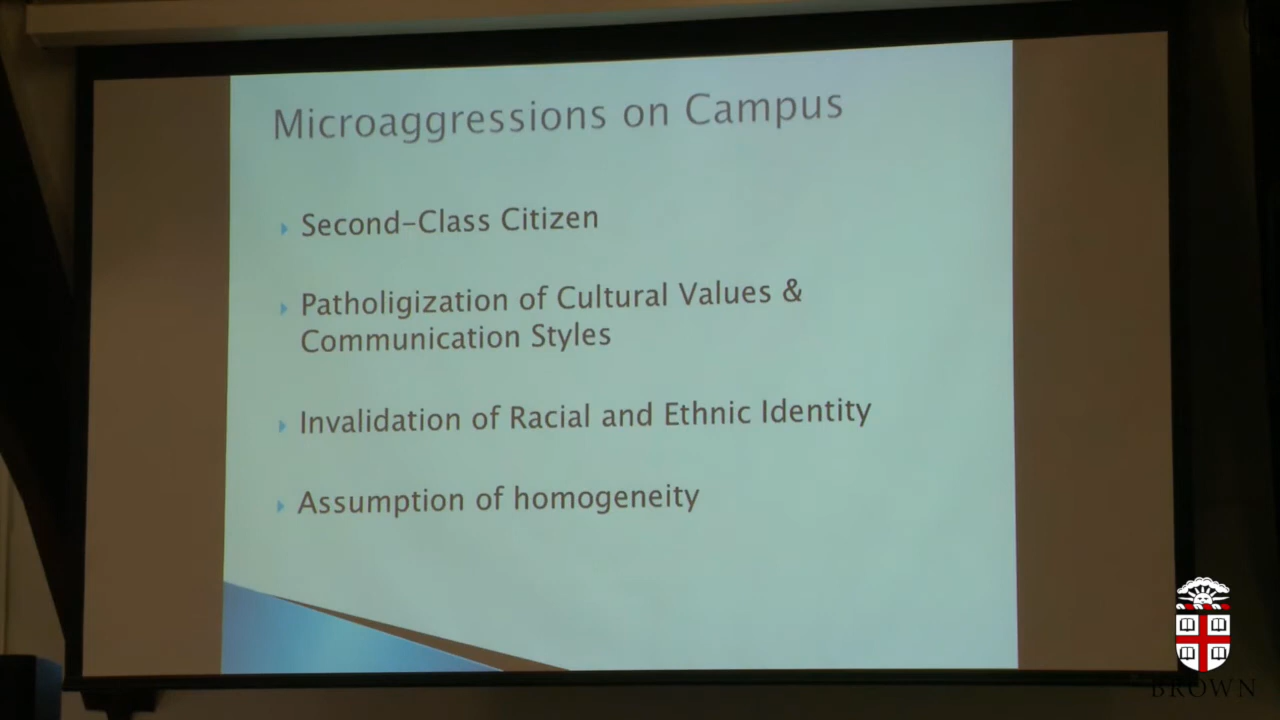 Microaggressions on Campus
Second-Class Citizen
Patholigization of Cultural Values &
Communication Styles
Invalidation of Racial and Ethnic Identity
Assumption of homogeneity
BROWN